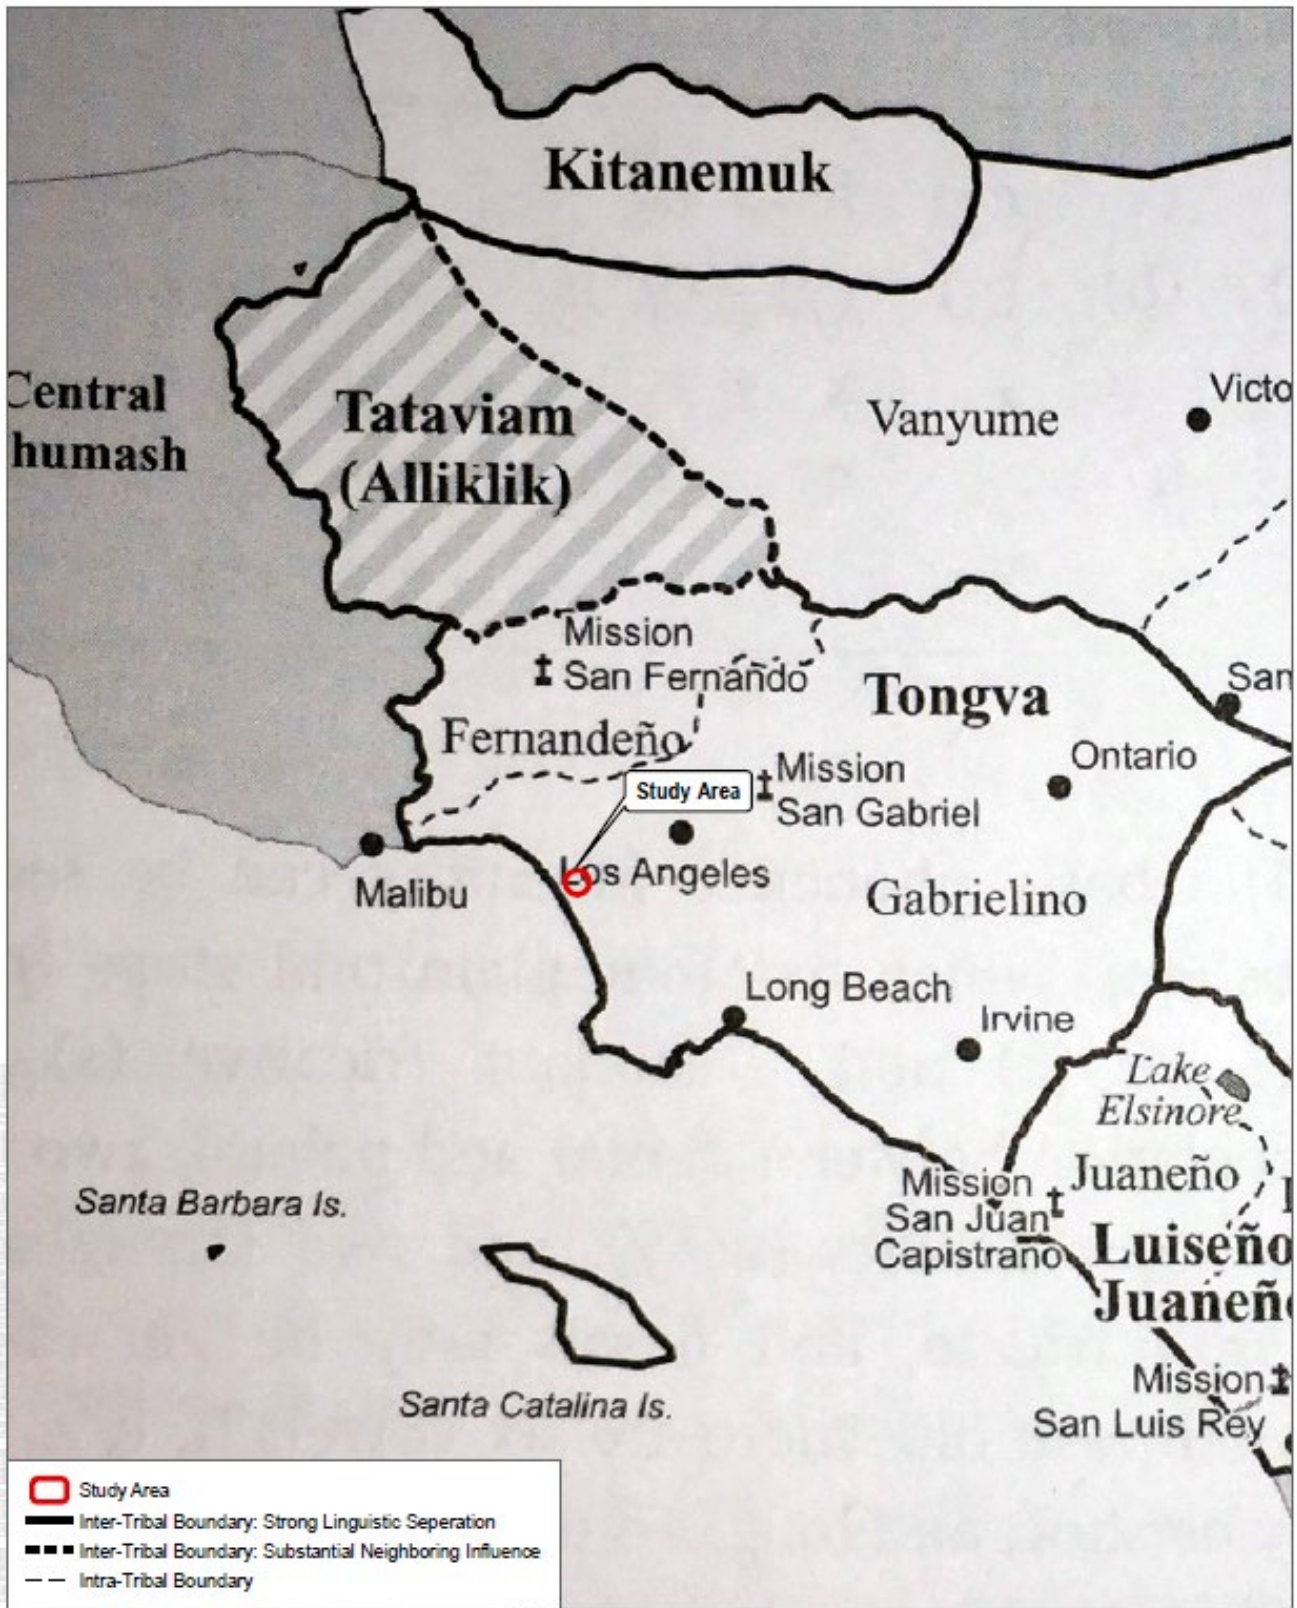 Kitanemuk
Central
humash
Tataviam
(Alliklik)
Vanyume
Victo
Mission
San Fernando
Tongva
San
Fernandeño
Study Area
Mission
San Gabriel
Ontario
Los Angeles
Malibu
Gabrielino
Long Beach
Irvine
Lake
Elsinore
Mission
San Juan
Capistrano
Juaneño
Luiseño
Juaneño
Santa Barbara Is.
Santa Catalina Is.
Mission
San Luis Rey
Study Area
Inter-Tribal Boundary: Strong Linguistic Seperation
Inter-Tribal Boundary: Substantial Neighboring Influence
Intra-Tribal Boundary